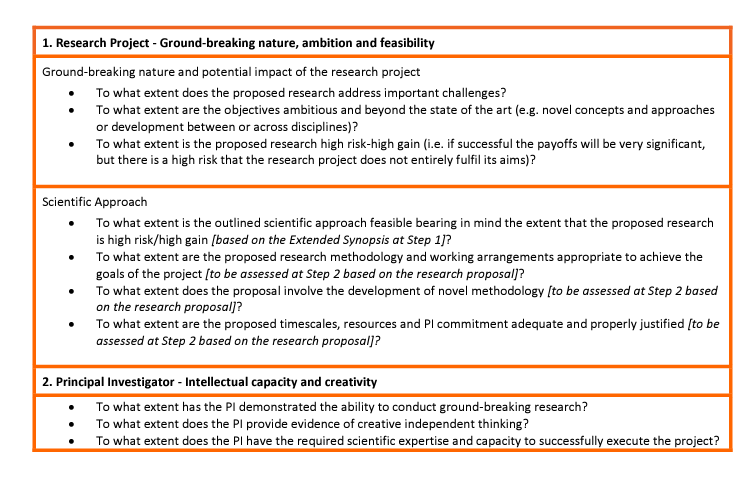 1. Research Project - Ground-breaking nature, ambition and feasibility
Ground-breaking nature and potential impact of the research project
• To what extent does the proposed research address important challenges?
• To what extent are the objectives ambitious and beyond the state of the art (e.g. novel concepts and approaches
or development between or across disciplines)?
• To what extent is the proposed research high risk-high gain (i.e. if successful the payoffs will be very significant,
but there is a high risk that the research project does not entirely fulfil its aims)?
Scientific Approach
• To what extent is the outlined scientific approach feasible bearing in mind the extent that the proposed research
is high risk/high gain [based on the Extended Synopsis at Step 1]?
• To what extent are the proposed research methodology and working arrangements appropriate to achieve the
goals of the project [to be assessed at Step 2 based on the research proposal]?
• To what extent does the proposal involve the development of novel methodology [to be assessed at Step 2 based
on the research proposal]?
• To what extent are the proposed timescales, resources and PI commitment adequate and properly justified [to be
assessed at Step 2 based on the research proposal]?
2. Principal Investigator - Intellectual capacity and creativity
• To what extent has the PI demonstrated the ability to conduct ground-breaking research?
• To what extent does the PI provide evidence of creative independent thinking?
• To what extent does the PI have the required scientific expertise and capacity to successfully execute the project?